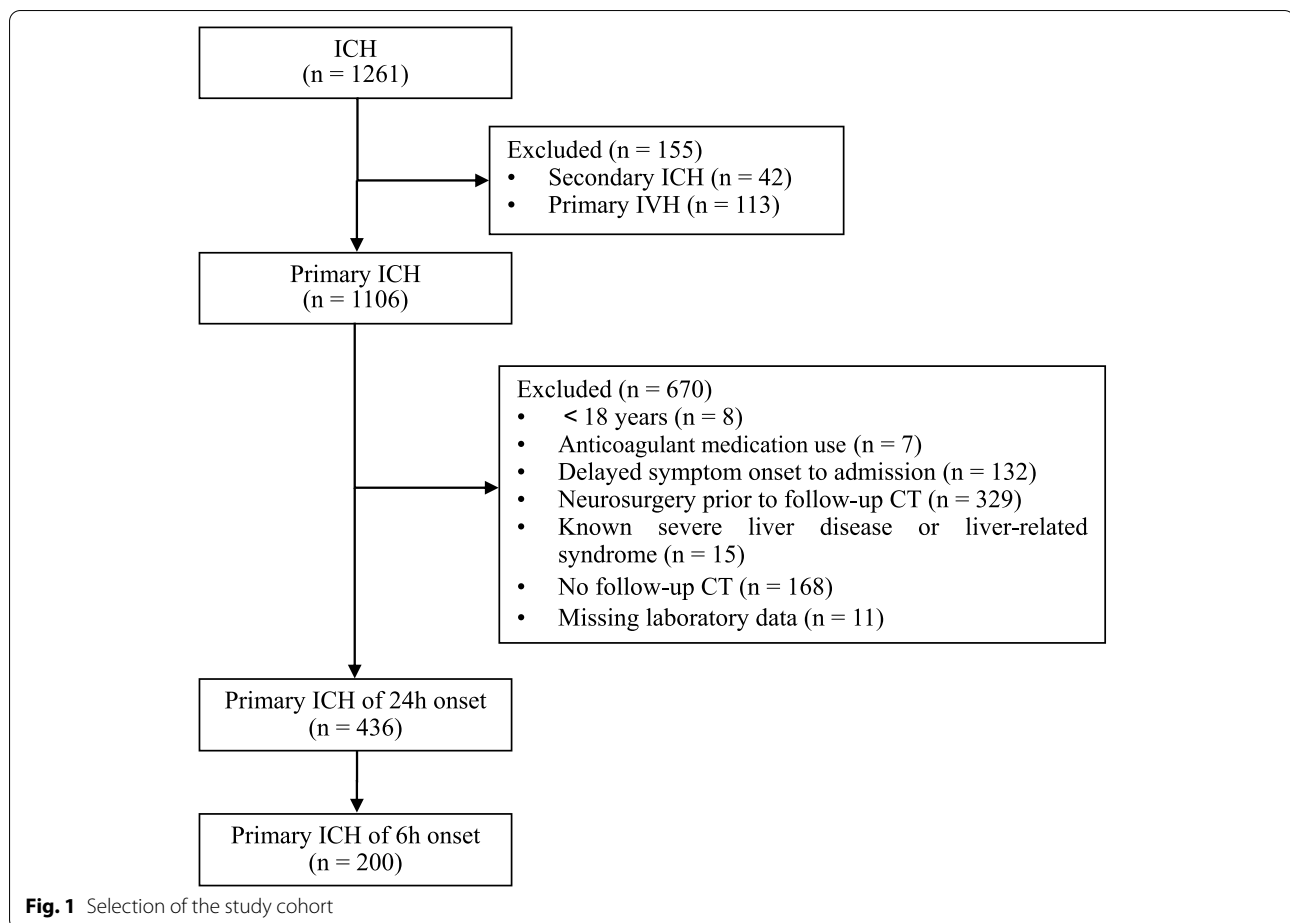 ICH
(n = 1261)
Excluded (n = 155)
• Secondary ICH (n = 42)
• Primary IVH (n = 113)
Primary ICH
(n = 1106)
Excluded (n = 670)
• < 18 years (n = 8)
• Anticoagulant medication use (n = 7)
• Delayed symptom onset to admission (n = 132)
• Neurosurgery prior to follow-up CT (n = 329)
• Known severe liver disease or liver-related
syndrome (n = 15)
• No follow-up CT (n = 168)
• Missing laboratory data (n = 11)
Primary ICH of 24h onset
(n = 436)
Primary ICH of 6h onset
(n = 200)
Fig. 1 Selection of the study cohort